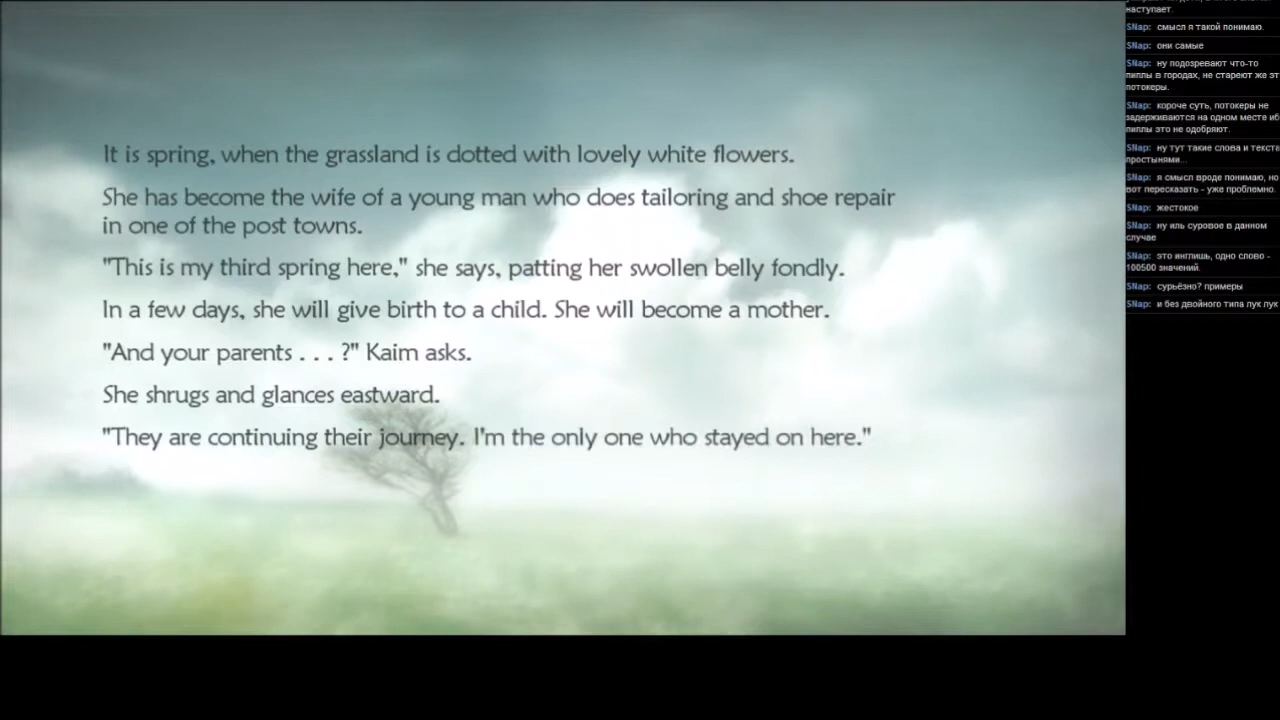 It is spring, when the grassland is dotted with lovely white flowers.
She has become the wife of a young man who does tailoring and shoe repair
in one of the post towns.
"This is my third spring here," she says, patting her swollen belly fondly.
In a few days, she will give birth to a child. She will become a mother.
"And your parents . . . ?" Kaim asks.
She shrugs and glances eastward.
"They are continuing their journey. I'm the only one who stayed on here."
наступает.
SNap: смысл я такой понимаю.
SNap: они самые
SNap: ну подозревают что-то
пиплы в городах, не стареют же эт
потокеры.
SNap: короче суть, потокеры не
задерживаются на одном месте иб
пиплы это не одобряют.
SNap: ну тут такие слова и текста
простынями...
SNap: я смысл вроде понимаю, но
вот пересказать - уже проблемно.
SNap: жестокое
SNap: ну иль суровое в данном
случае
SNap: это инглишь, одно слово -
100500 значений.
SNap: сурьёзно? примеры
SNap: и без двойного типа лук лук